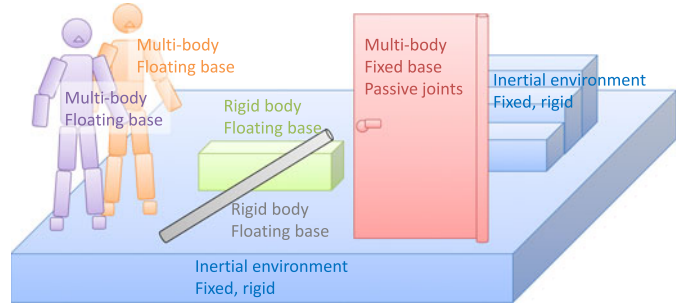 Multi-body
Floating base
Multi-body
Floating base
Rigid body
Floating base
Rigid body
Floating base
Multi-body
Fixed base
Passive joints
Inertial environment
Fixed, rigid
Inertial environment
Fixed, rigid